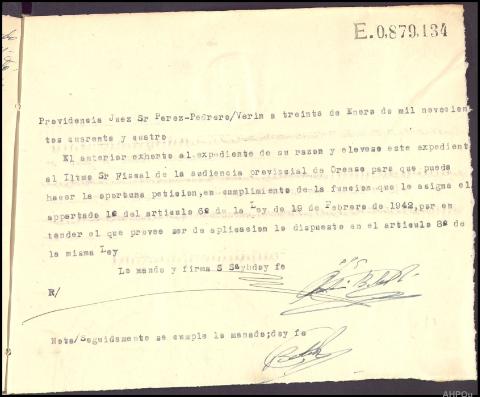 E.0,879,134
Providencia Juez Sr Perez-Pedrero/Verin a treinta de Enero de mil novecien
tos cuarenta y cuatro
El anterior exhorto al expediente de su razon y elevese este expedient
al Iltmo Sr Fiscal de la audiencia provincial de Orense para que pueda
hacer la oportuna peticion,en cumplimiento de la funcion que le asigna el
appertado 1º del articulo 6º de la Ley de 19 de Febrero de 1942,por en
tender el que provee ser de aplicacion lo dispuesto en el articulo 8º de
la misma Ley
Lo mando y firma S Sªydoy fe
R/
Nota/Seguidamente se cumple lo manado;doy fe
AHPOu